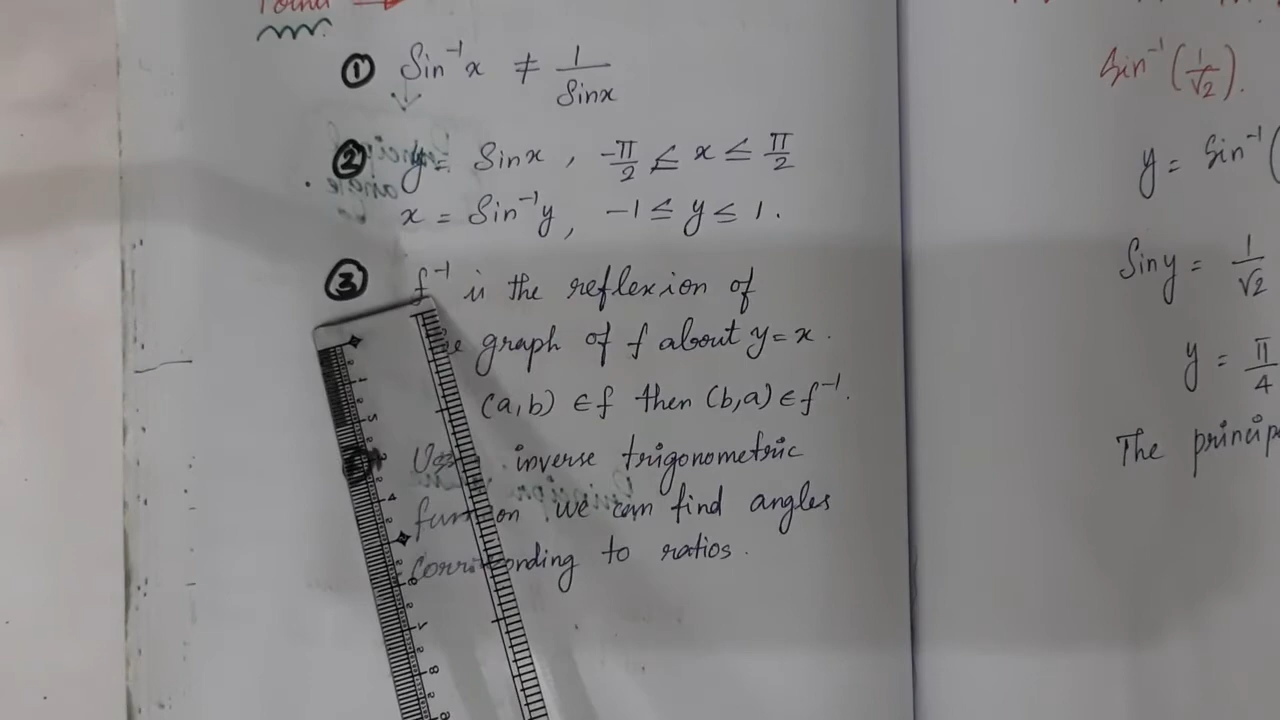 ① Sin⁻¹x ≠ 1/Sinx
② y = Sinx , -π/2 ≤ x ≤ π/2
x = Sin⁻¹y, -1 ≤ y ≤ 1.
③ f⁻¹ is the reflexion of
graph of f about y=x.
(a,b) ∈ f then (b,a) ∈ f⁻¹.
inverse trigonometric
we can find angles
to ratios.
Sin⁻¹(1/√2).
y = Sin⁻¹(
Siny = 1/√2
y = π/4
The